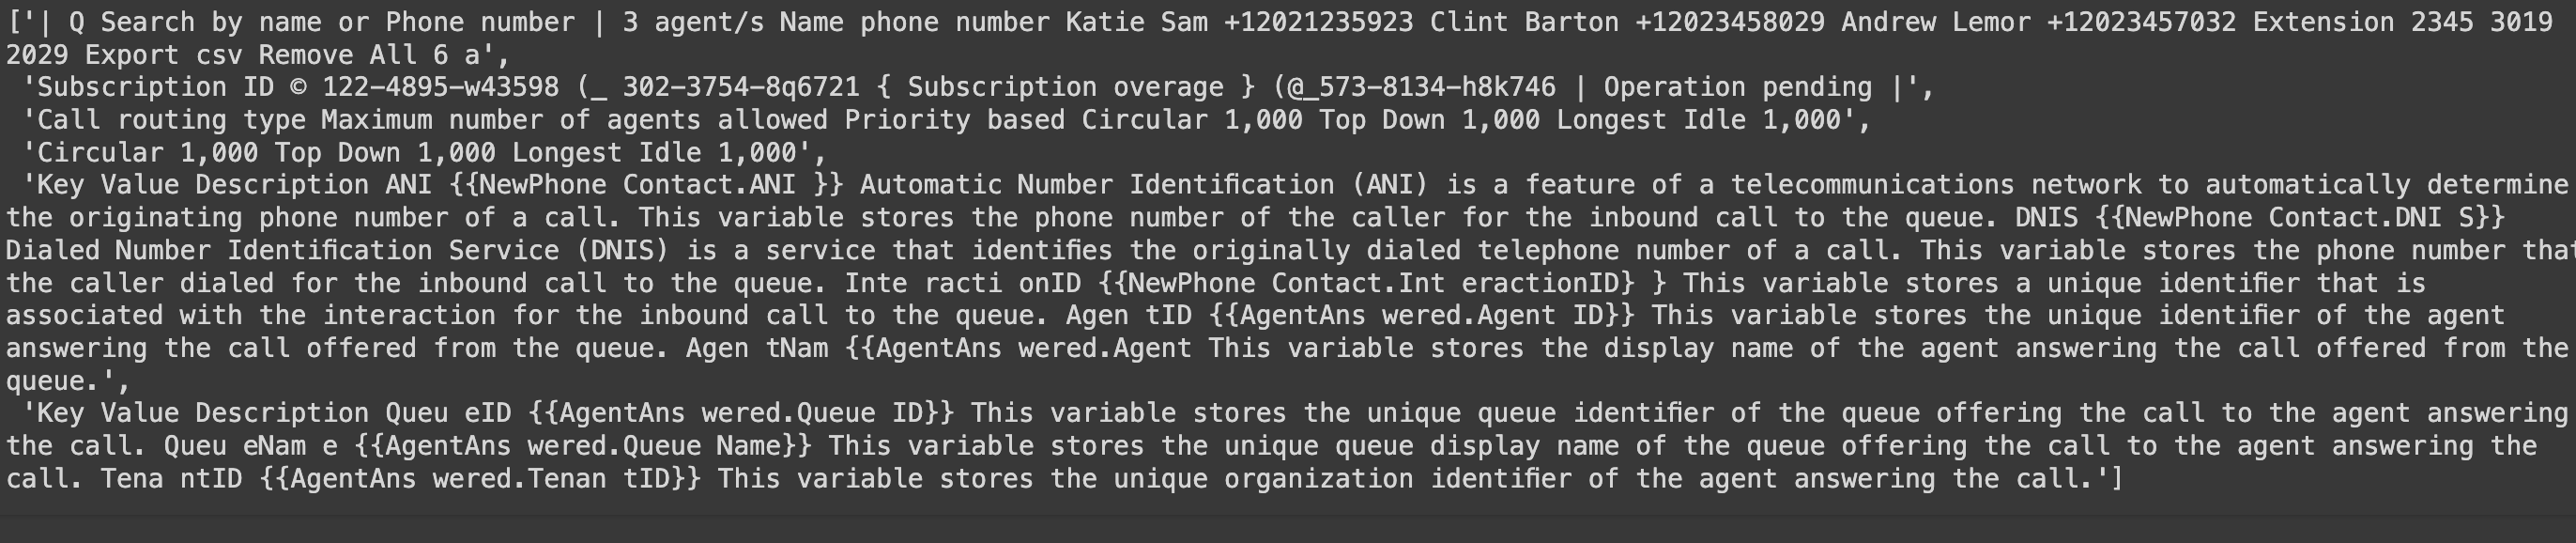 ['| Q Search by name or Phone number | 3 agent/s Name phone number Katie Sam +12021235923 Clint Barton +12023458029 Andrew Lemor +12023457032 Extension 2345 3019
2029 Export csv Remove All 6 a',
'Subscription ID © 122-4895-w43598 (_ 302-3754-8q6721 { Subscription overage } (@_573-8134-h8k746 | Operation pending |',
'Call routing type Maximum number of agents allowed Priority based Circular 1,000 Top Down 1,000 Longest Idle 1,000',
'Circular 1,000 Top Down 1,000 Longest Idle 1,000',
'Key Value Description ANI {{NewPhone Contact.ANI }} Automatic Number Identification (ANI) is a feature of a telecommunications network to automatically determine
the originating phone number of a call. This variable stores the phone number of the caller for the inbound call to the queue. DNIS {{NewPhone Contact.DNI S}}
Dialed Number Identification Service (DNIS) is a service that identifies the originally dialed telephone number of a call. This variable stores the phone number that
the caller dialed for the inbound call to the queue. Inte racti onID {{NewPhone Contact.Int eractionID} } This variable stores a unique identifier that is
associated with the interaction for the inbound call to the queue. Agen tID {{AgentAns wered.Agent ID}} This variable stores the unique identifier of the agent
answering the call offered from the queue. Agen tNam {{AgentAns wered.Agent This variable stores the display name of the agent answering the call offered from the
queue.',
'Key Value Description Queu eID {{AgentAns wered.Queue ID}} This variable stores the unique queue identifier of the queue offering the call to the agent answering
the call. Queu eNam e {{AgentAns wered.Queue Name}} This variable stores the unique queue display name of the queue offering the call to the agent answering the
call. Tena ntID {{AgentAns wered.Tenan tID}} This variable stores the unique organization identifier of the agent answering the call.']